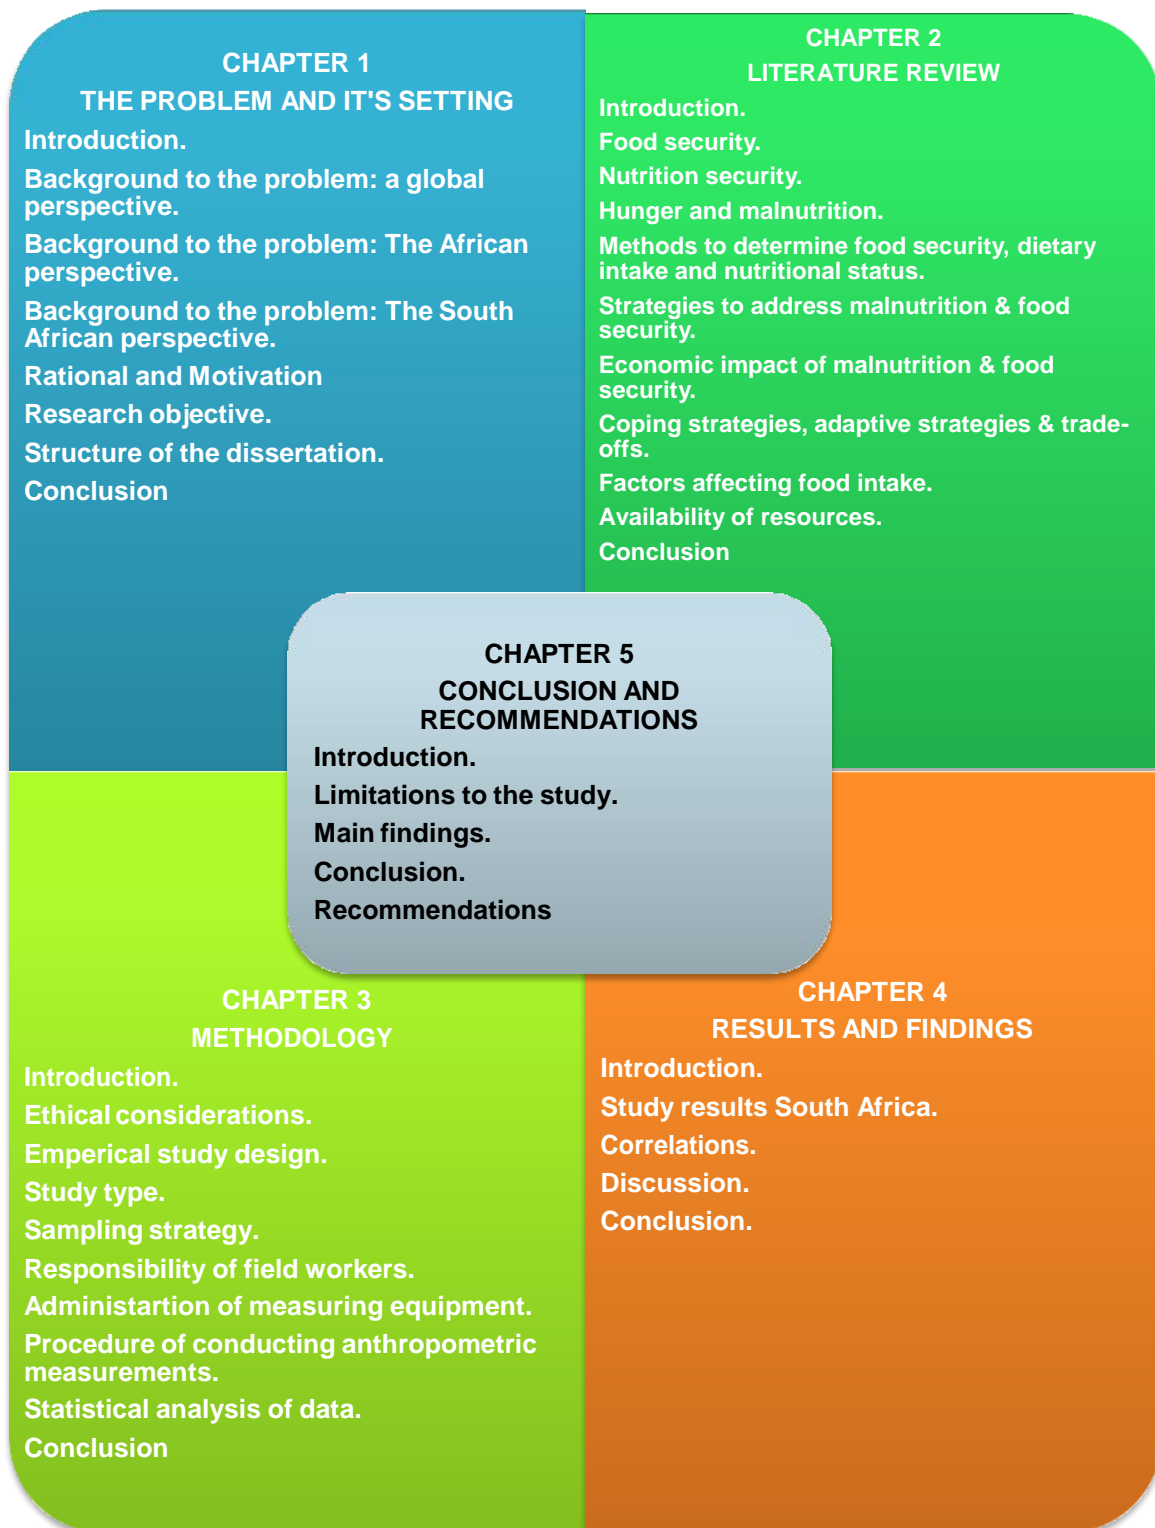 CHAPTER 1
THE PROBLEM AND IT'S SETTING
Introduction.
Background to the problem: a global
perspective.
Background to the problem: The African
perspective.
Background to the problem: The South
African perspective.
Rational and Motivation
Research objective.
Structure of the dissertation.
Conclusion
CHAPTER 2
LITERATURE REVIEW
Introduction.
Food security.
Nutrition security.
Hunger and malnutrition.
Methods to determine food security, dietary
intake and nutritional status.
Strategies to address malnutrition & food
security.
Economic impact of malnutrition & food
security.
Coping strategies, adaptive strategies & trade-
offs.
Factors affecting food intake.
Availability of resources.
Conclusion
CHAPTER 5
CONCLUSION AND
RECOMMENDATIONS
Introduction.
Limitations to the study.
Main findings.
Conclusion.
Recommendations
CHAPTER 3
METHODOLOGY
Introduction.
Ethical considerations.
Emperical study design.
Study type.
Sampling strategy.
Responsibility of field workers.
Administartion of measuring equipment.
Procedure of conducting anthropometric
measurements.
Statistical analysis of data.
Conclusion
CHAPTER 4
RESULTS AND FINDINGS
Introduction.
Study results South Africa.
Correlations.
Discussion.
Conclusion.